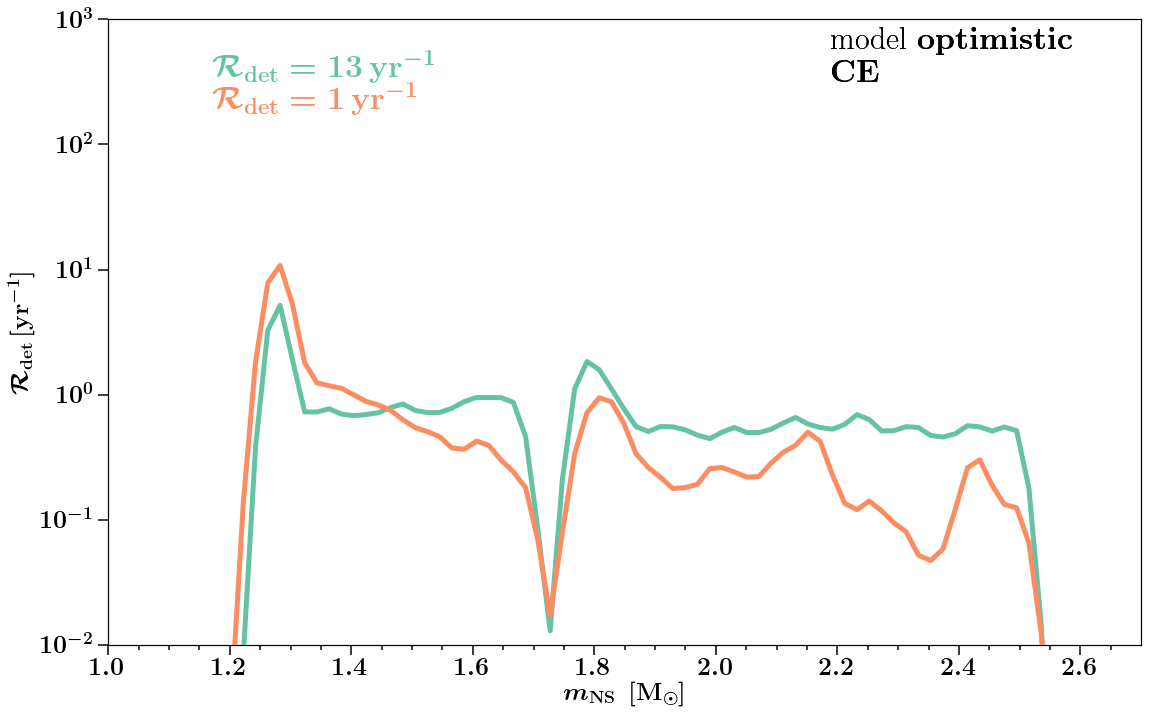 10³
10²
10¹
10⁰
10⁻¹
10⁻²
ℛdet [yr⁻¹]
ℛdet = 13 yr⁻¹
ℛdet = 1 yr⁻¹
model optimistic
CE
1.0 1.2 1.4 1.6 1.8 2.0 2.2 2.4 2.6
mNS [M⊙]